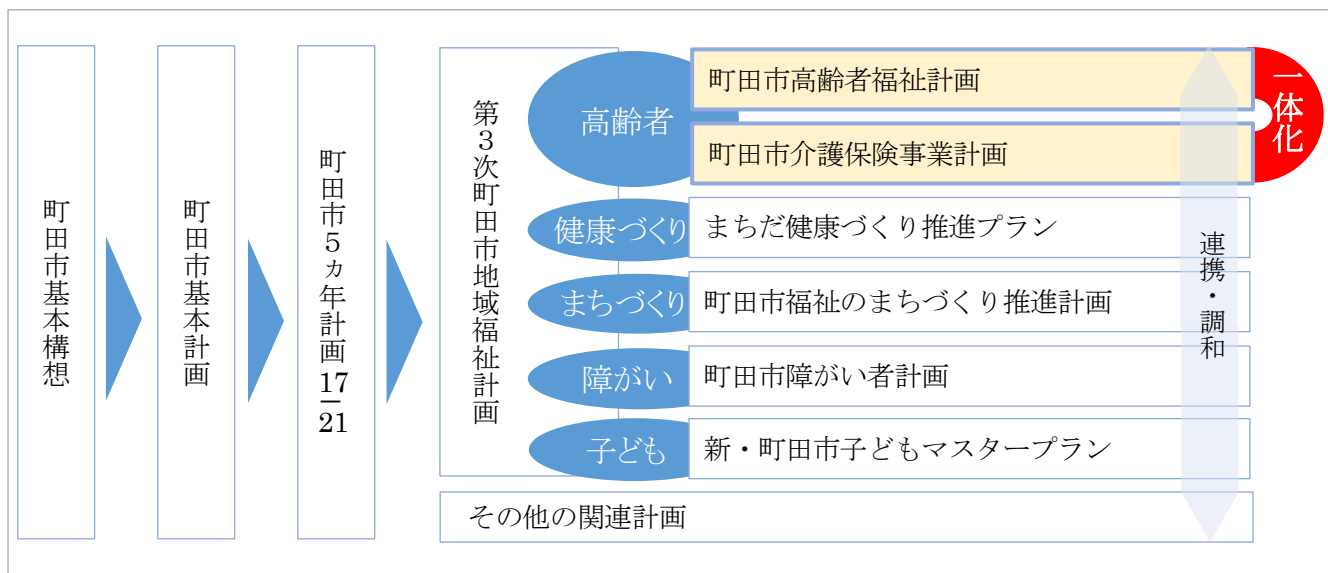 町田市基本構想
町田市基本計画
町田市5ヵ年計画17-21
第3次町田市地域福祉計画
高齢者
町田市高齢者福祉計画
町田市介護保険事業計画
一体化
健康づくり
まちだ健康づくり推進プラン
まちづくり
町田市福祉のまちづくり推進計画
障がい
町田市障がい者計画
子ども
新・町田市子どもマスタープラン
連携・調和
その他の関連計画